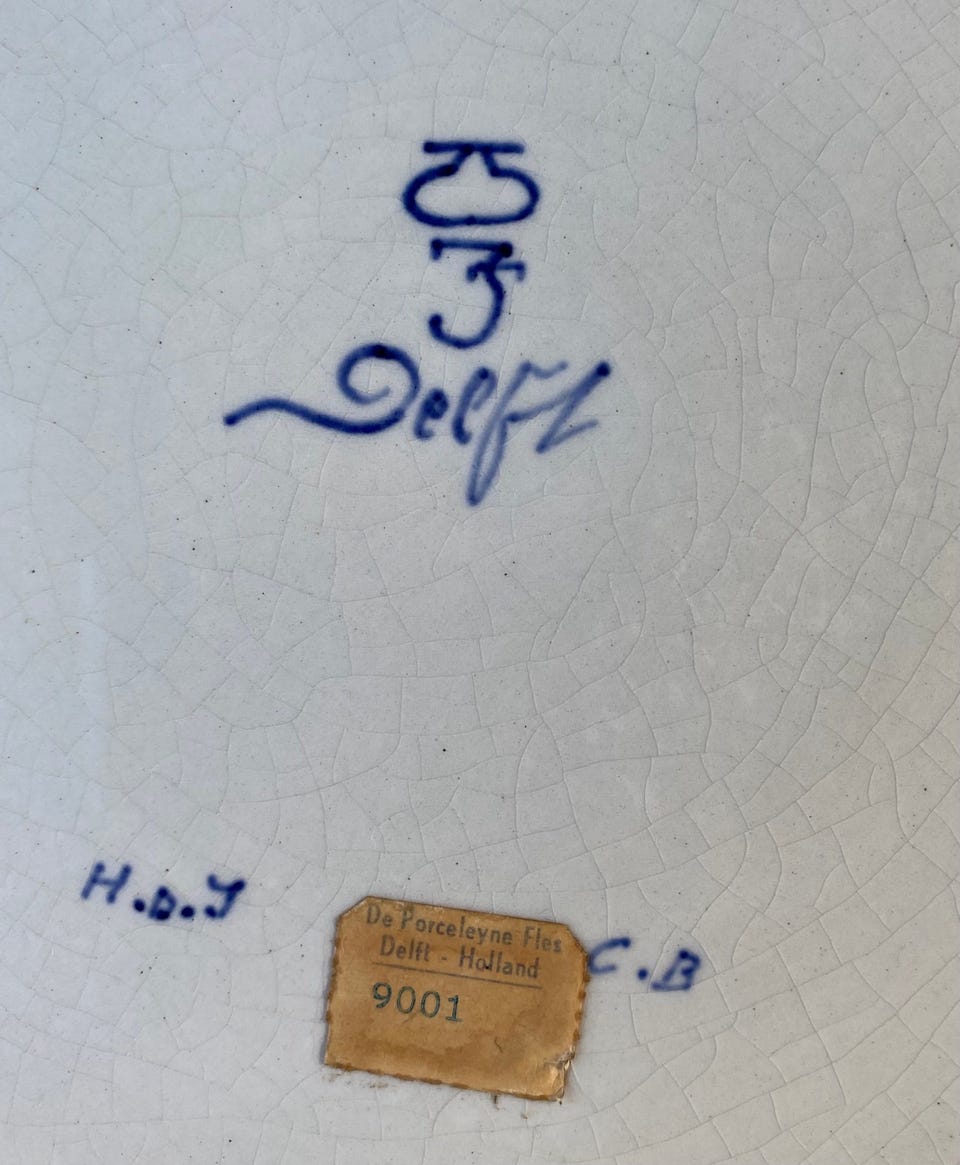 Delft
H.D.J
De Porceleyne Fles
Delft - Holland
9001
C.B